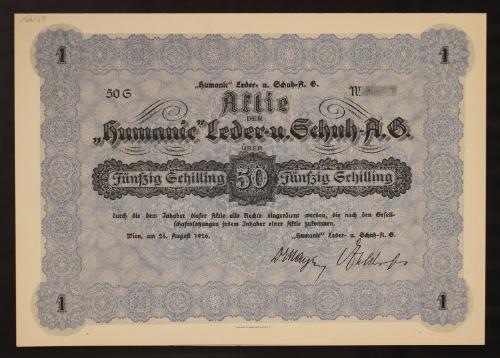 1 1
„Humanic" Leder- u. Schuh-A. G.
50 G № 
Aktie
DER
„Humanic" Leder-u. Schuh-A.G.
ÜBER
Fünfzig Schilling 50 Fünfzig Schilling
durch die dem Inhaber dieser Aktie alle Rechte eingeräumt werden, die nach den Gesell-
schaftssatzungen jedem Inhaber einer Aktie zukommen.
Wien, am 24. August 1926. „Humanic" Leder- u. Schuh-A. G.
1 1